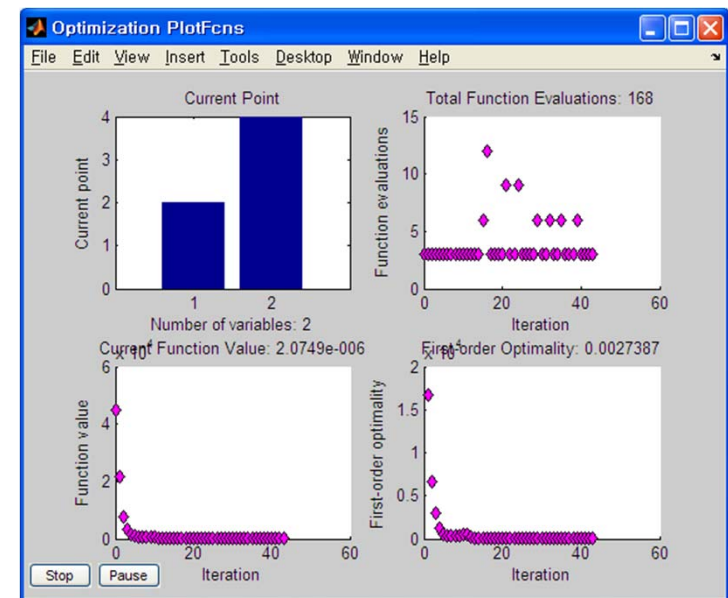 Optimization PlotFcns
File Edit View Insert Tools Desktop Window Help
Current Point
4
3
2
1
0
Current point
1 2
Number of variables: 2
Total Function Evaluations: 168
15
10
5
0
Function evaluations
0 20 40 60
Iteration
Current Function Value: 2.0749e-006
x 10^4
6
4
2
0
Function value
0 20 40 60
Iteration
First-order Optimality: 0.0027387
2
1.5
1
0.5
0
First-order optimality
0 20 40 60
Iteration
Stop Pause